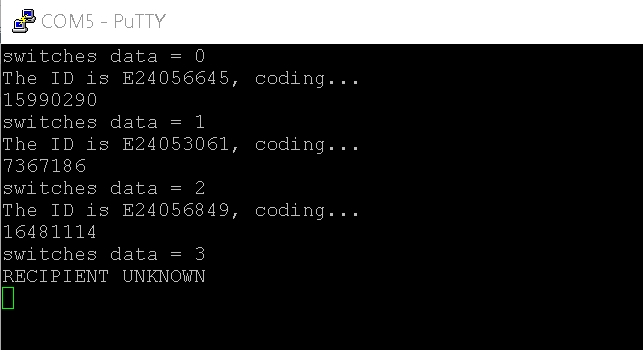 COM5 - PuTTY
switches data = 0
The ID is E24056645, coding...
15990290
switches data = 1
The ID is E24053061, coding...
7367186
switches data = 2
The ID is E24056849, coding...
16481114
switches data = 3
RECIPIENT UNKNOWN